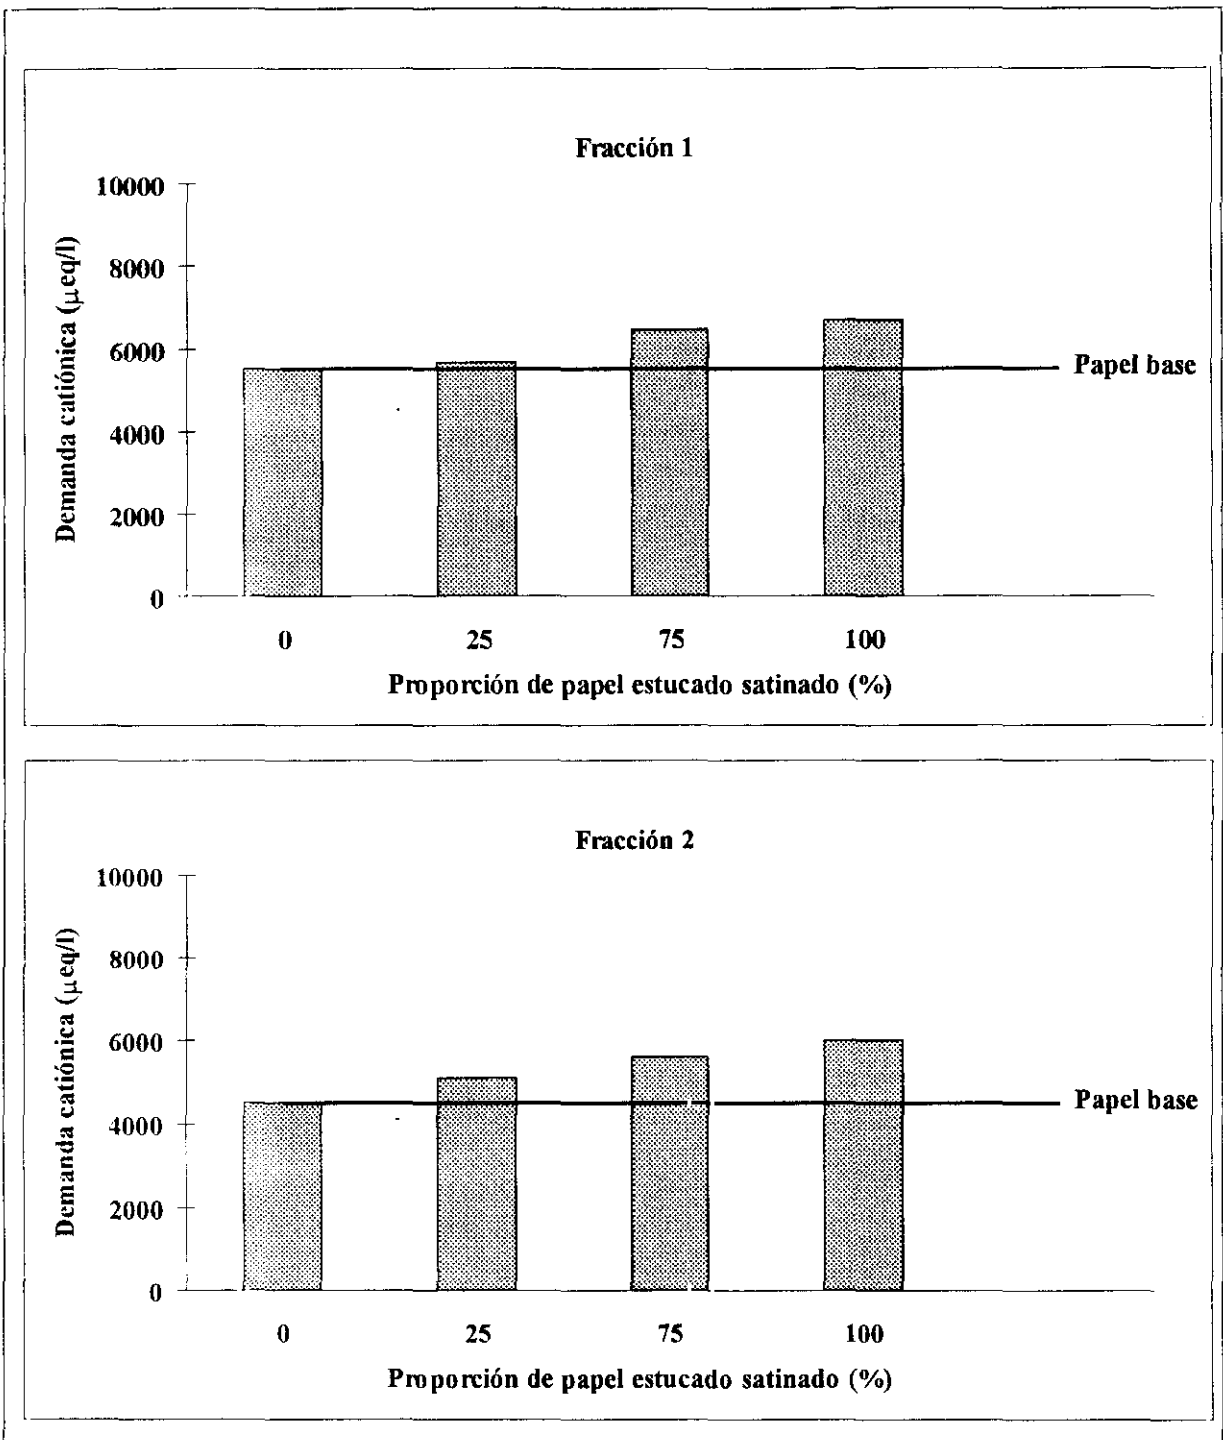 Fracción 1
Demanda catiónica (µeq/l)
10000
8000
6000
4000
2000
0
Papel base
0 25 75 100
Proporción de papel estucado satinado (%)
Fracción 2
Demanda catiónica (µeq/l)
10000
8000
6000
4000
2000
0
Papel base
0 25 75 100
Proporción de papel estucado satinado (%)